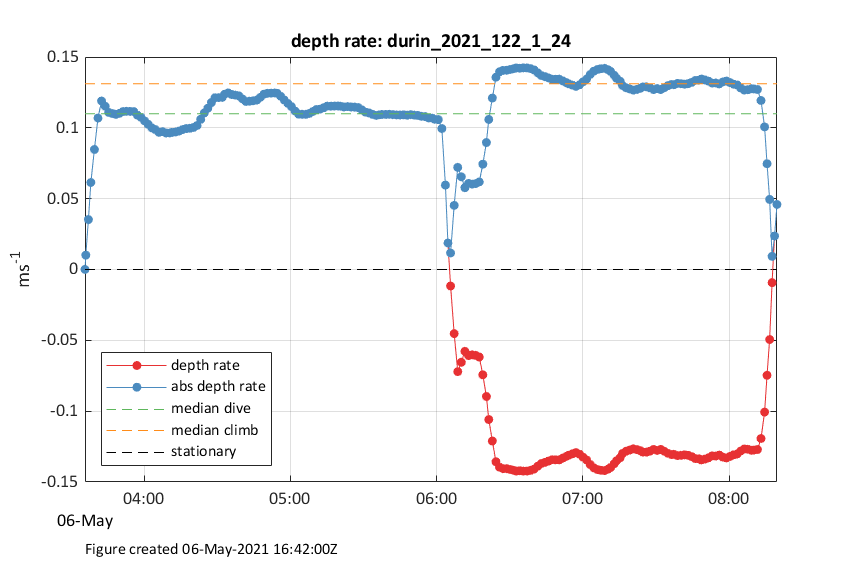 depth rate: durin_2021_122_1_24
0.15
0.1
0.05
0
-0.05
-0.1
-0.15
ms-1
depth rate
abs depth rate
median dive
median climb
stationary
04:00 05:00 06:00 07:00 08:00
06-May
Figure created 06-May-2021 16:42:00Z